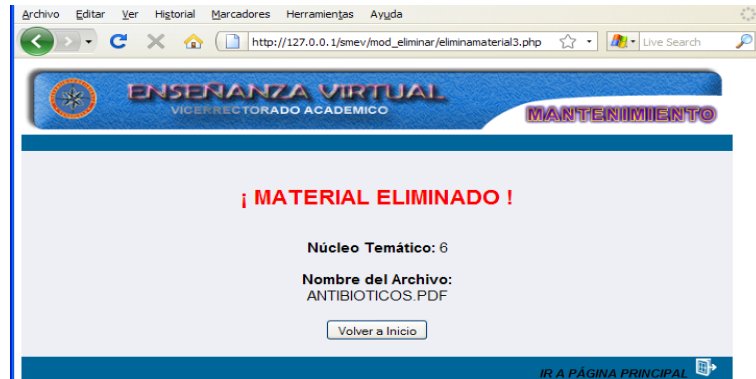 Archivo Editar Ver Historial Marcadores Herramientas Ayuda
http://127.0.0.1/smev/mod_eliminar/eliminamaterial3.php Live Search
ENSEÑANZA VIRTUAL
VICERRECTORADO ACADEMICO
MANTENIMIENTO
¡ MATERIAL ELIMINADO !
Núcleo Temático: 6
Nombre del Archivo:
ANTIBIOTICOS.PDF
Volver a Inicio
IR A PÁGINA PRINCIPAL